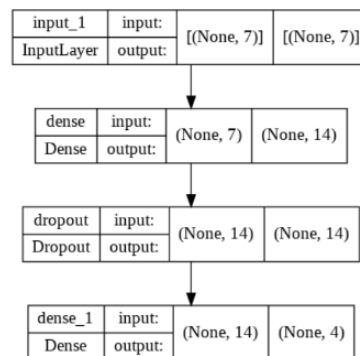 input_1 input: [(None, 7)] [(None, 7)]
InputLayer output:
dense input: (None, 7) (None, 14)
Dense output:
dropout input: (None, 14) (None, 14)
Dropout output:
dense_1 input: (None, 14) (None, 4)
Dense output: